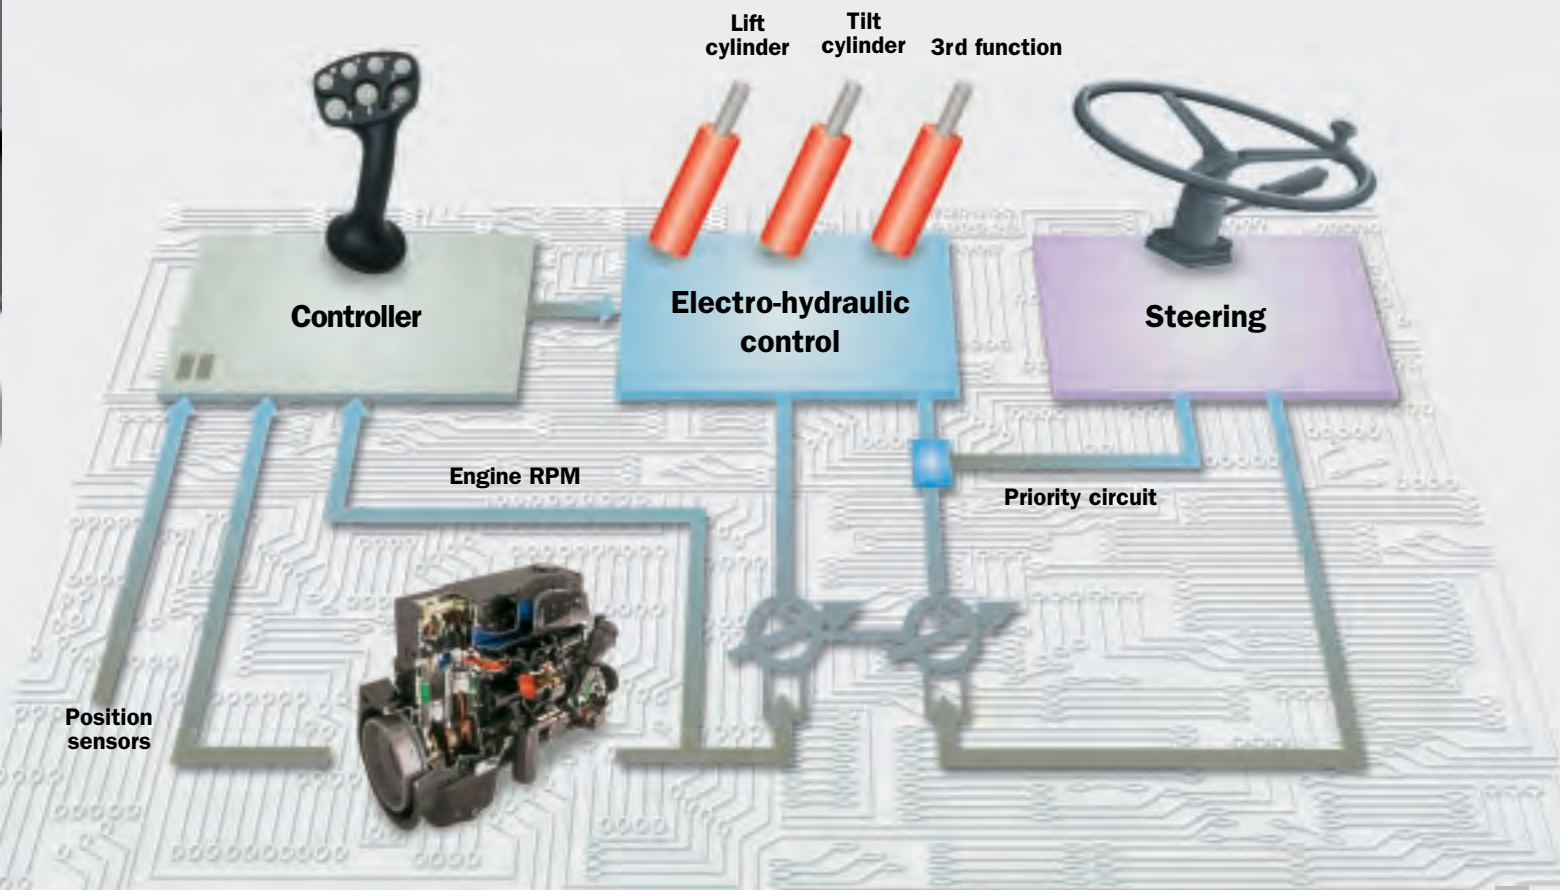 Lift
cylinder
Tilt
cylinder
3rd function
Controller
Electro-hydraulic
control
Steering
Engine RPM
Priority circuit
Position
sensors